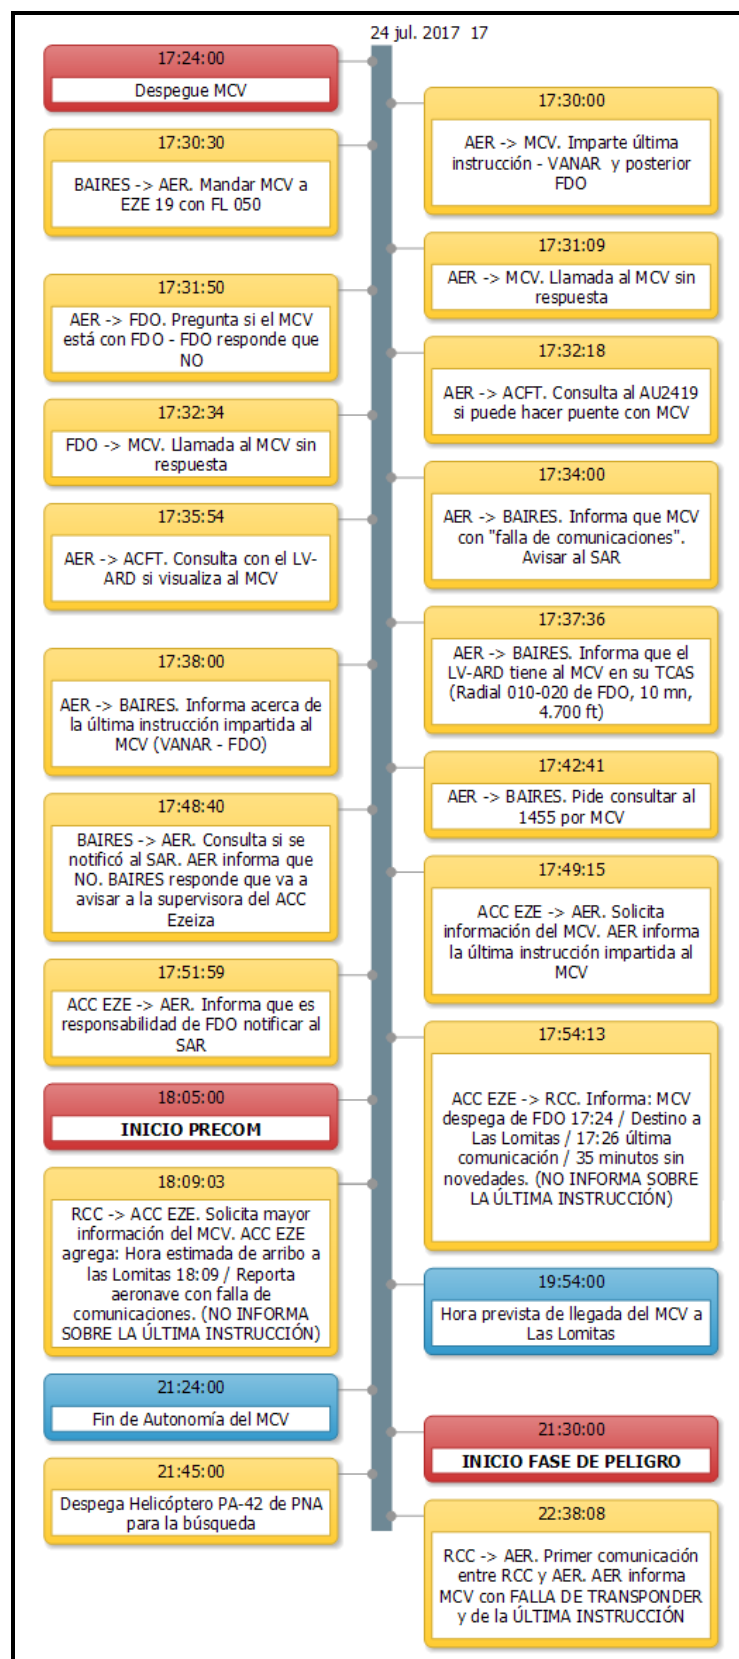 24 jul. 2017  17
17:24:00
Despegue MCV
17:30:00
AER -> MCV. Imparte última
instrucción - VANAR  y posterior
FDO
17:30:30
BAIRES -> AER. Mandar MCV a
EZE 19 con FL 050
17:31:09
AER -> MCV. Llamada al MCV sin
respuesta
17:31:50
AER -> FDO. Pregunta si el MCV
está con FDO - FDO responde que
NO
17:32:18
AER -> ACFT. Consulta al AU2419
si puede hacer puente con MCV
17:32:34
FDO -> MCV. Llamada al MCV sin
respuesta
17:34:00
AER -> BAIRES. Informa que MCV
con "falla de comunicaciones".
Avisar al SAR
17:35:54
AER -> ACFT. Consulta con el LV-
ARD si visualiza al MCV
17:37:36
AER -> BAIRES. Informa que el
LV-ARD tiene al MCV en su TCAS
(Radial 010-020 de FDO, 10 mn,
4.700 ft)
17:38:00
AER -> BAIRES. Informa acerca de
la última instrucción impartida al
MCV (VANAR - FDO)
17:42:41
AER -> BAIRES. Pide consultar al
1455 por MCV
17:48:40
BAIRES -> AER. Consulta si se
notificó al SAR. AER informa que
NO. BAIRES responde que va a
avisar a la supervisora del ACC
Ezeiza
17:49:15
ACC EZE -> AER. Solicita
información del MCV. AER informa
la última instrucción impartida al
MCV
17:51:59
ACC EZE -> AER. Informa que es
responsabilidad de FDO notificar al
SAR
17:54:13
ACC EZE -> RCC. Informa: MCV
despega de FDO 17:24 / Destino a
Las Lomitas / 17:26 última
comunicación / 35 minutos sin
novedades. (NO INFORMA SOBRE
LA ÚLTIMA INSTRUCCIÓN)
18:05:00
INICIO PRECOM
18:09:03
RCC -> ACC EZE. Solicita mayor
información del MCV. ACC EZE
agrega: Hora estimada de arribo a
las Lomitas 18:09 / Reporta
aeronave con falla de
comunicaciones. (NO INFORMA
SOBRE LA ÚLTIMA INSTRUCCIÓN)
19:54:00
Hora prevista de llegada del MCV a
Las Lomitas
21:24:00
Fin de Autonomía del MCV
21:30:00
INICIO FASE DE PELIGRO
21:45:00
Despega Helicóptero PA-42 de PNA
para la búsqueda
22:38:08
RCC -> AER. Primer comunicación
entre RCC y AER. AER informa
MCV con FALLA DE TRANSPONDER
y de la ÚLTIMA INSTRUCCIÓN